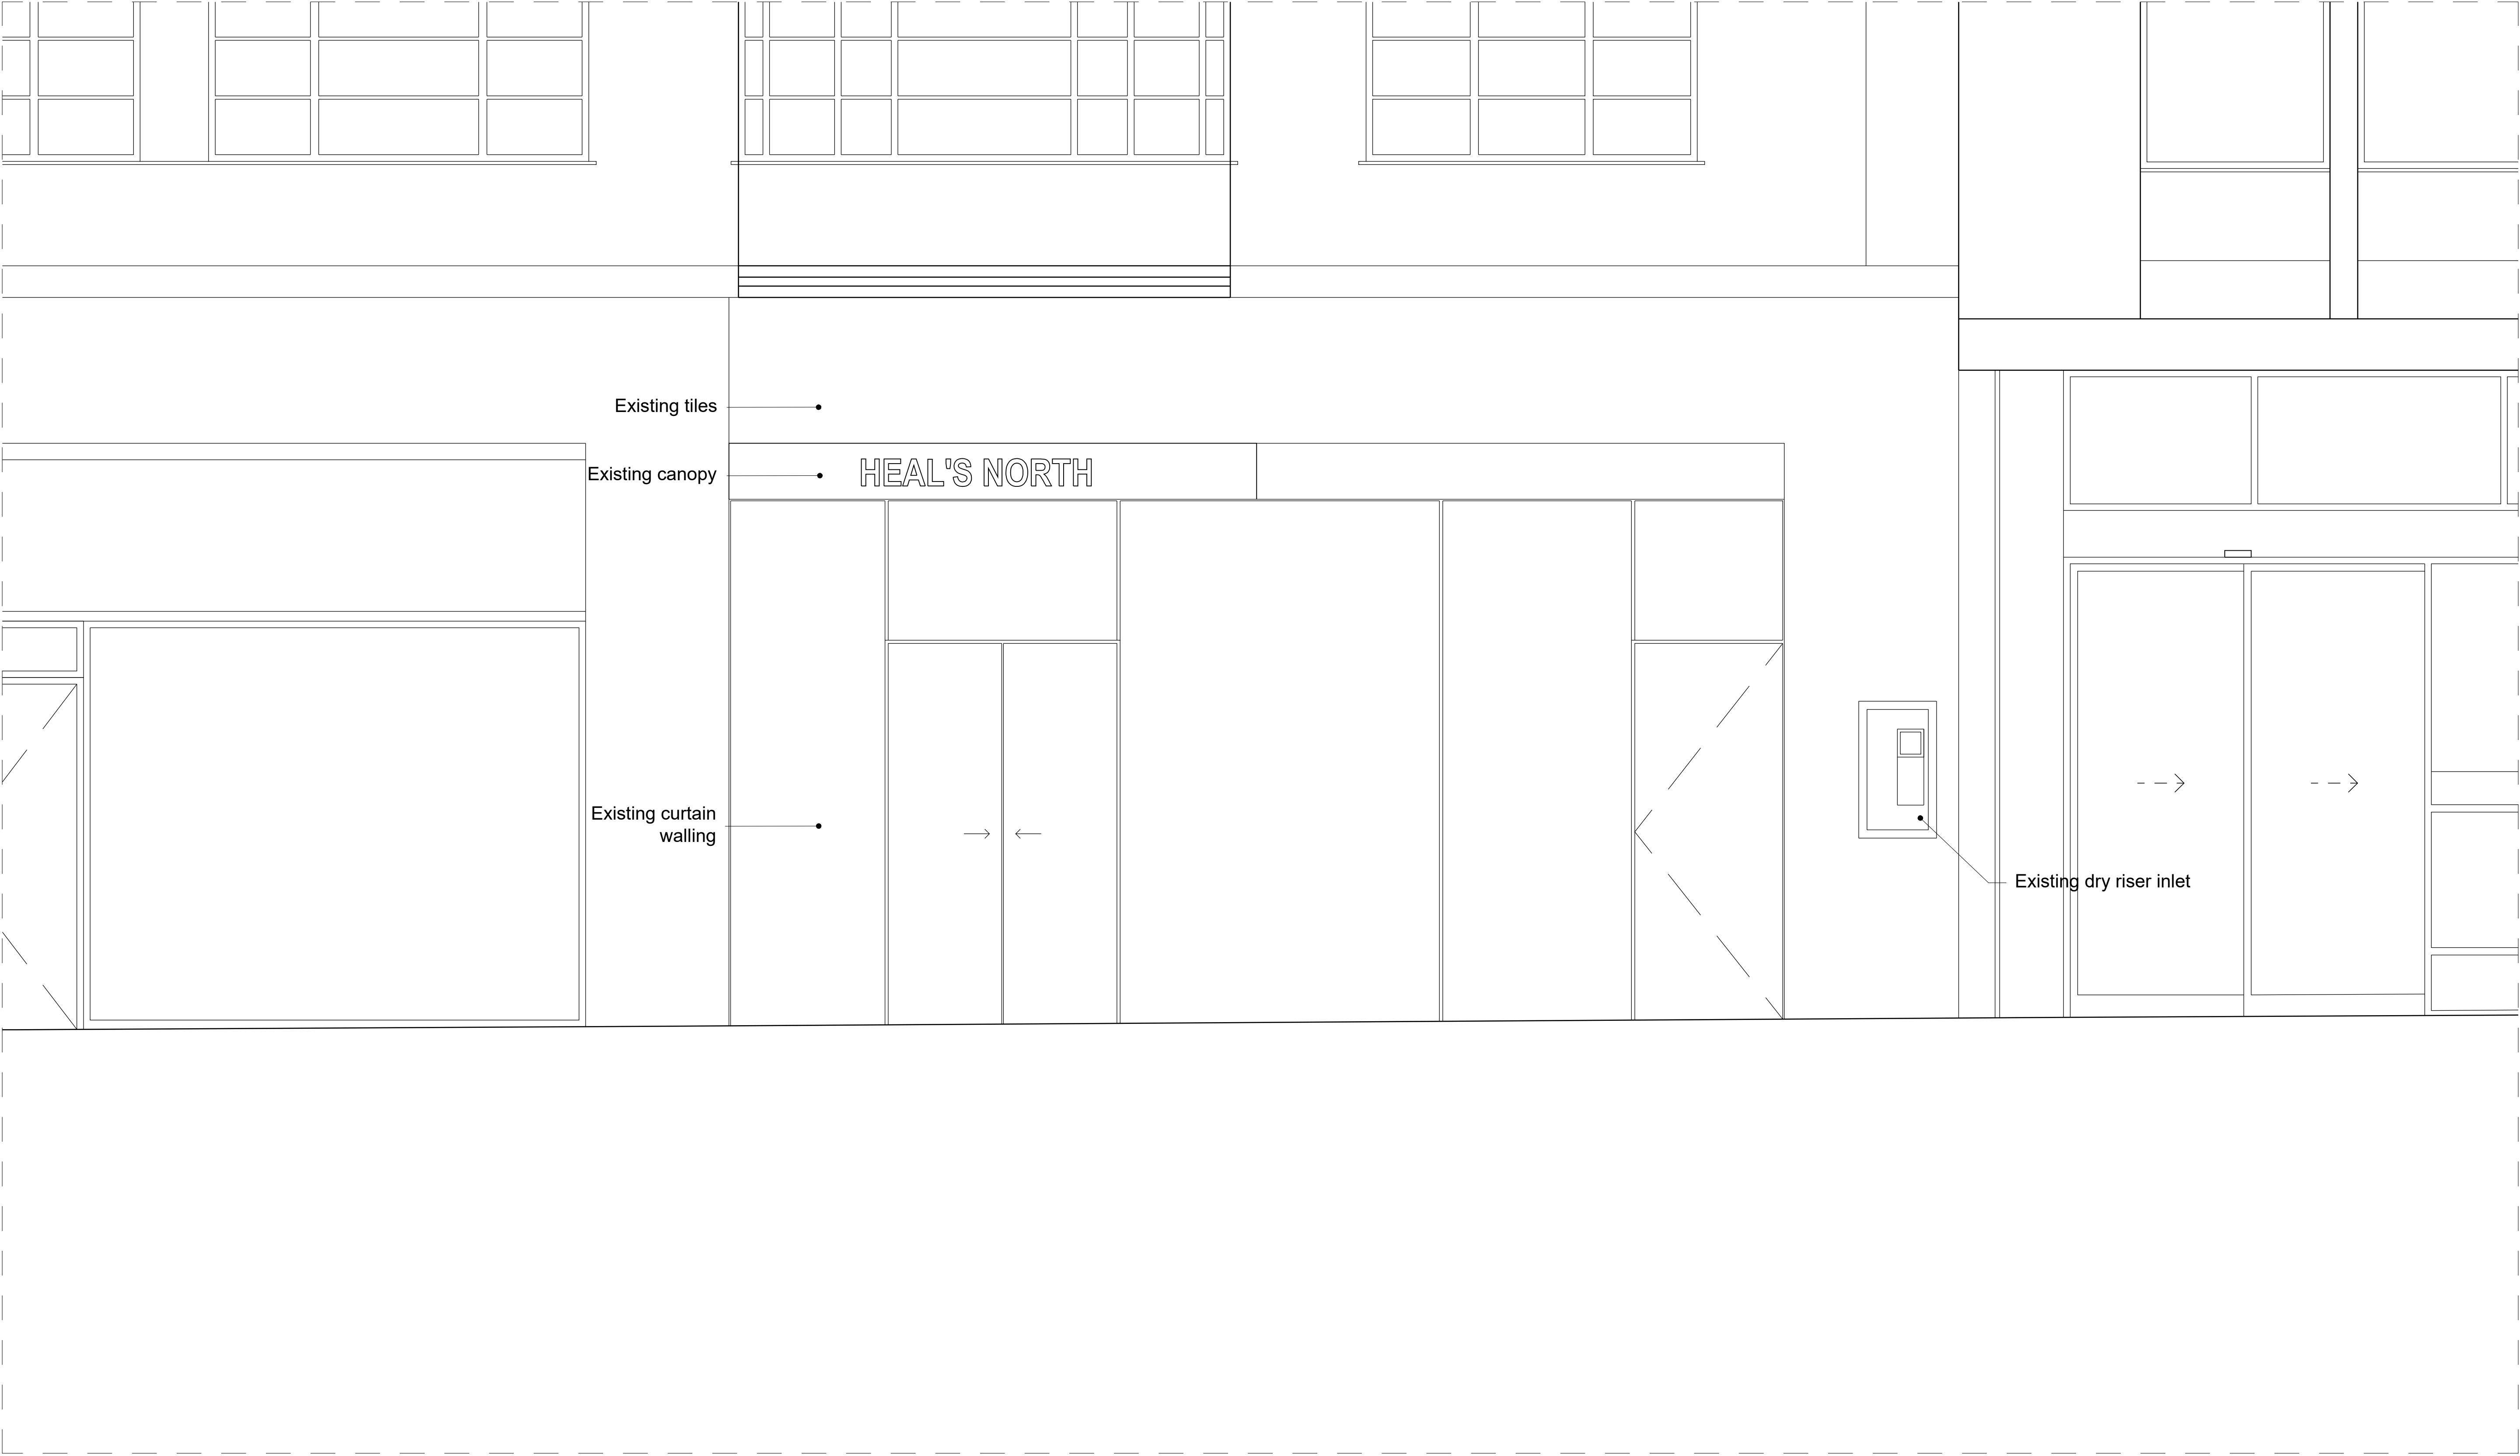 Existing tiles
Existing canopy
HEAL'S NORTH
Existing curtain
walling
Existing dry riser inlet